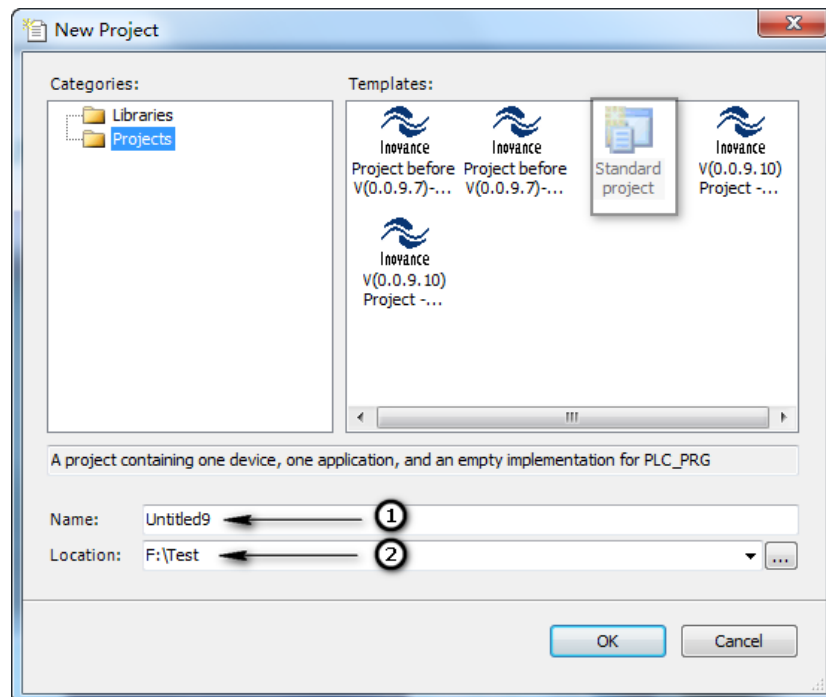 New Project
Categories:
Libraries
Projects
Templates:
Inovance
Project before
V(0.0.9.7)-...
Inovance
Project before
V(0.0.9.7)-...
Standard
project
Inovance
V(0.0.9.10)
Project -...
Inovance
V(0.0.9.10)
Project -...
A project containing one device, one application, and an empty implementation for PLC_PRG
Name: Untitled9 1
Location: F:\Test 2 ...
OK Cancel